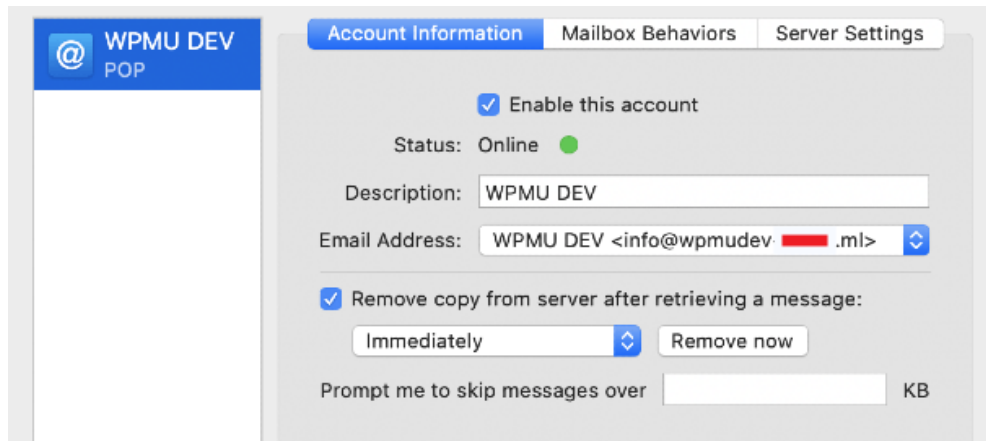 @ WPMU DEV
POP
Account Information Mailbox Behaviors Server Settings
Enable this account
Status: Online
Description: WPMU DEV
Email Address: WPMU DEV <info@wpmudev- .ml>
Remove copy from server after retrieving a message:
Immediately Remove now
Prompt me to skip messages over KB